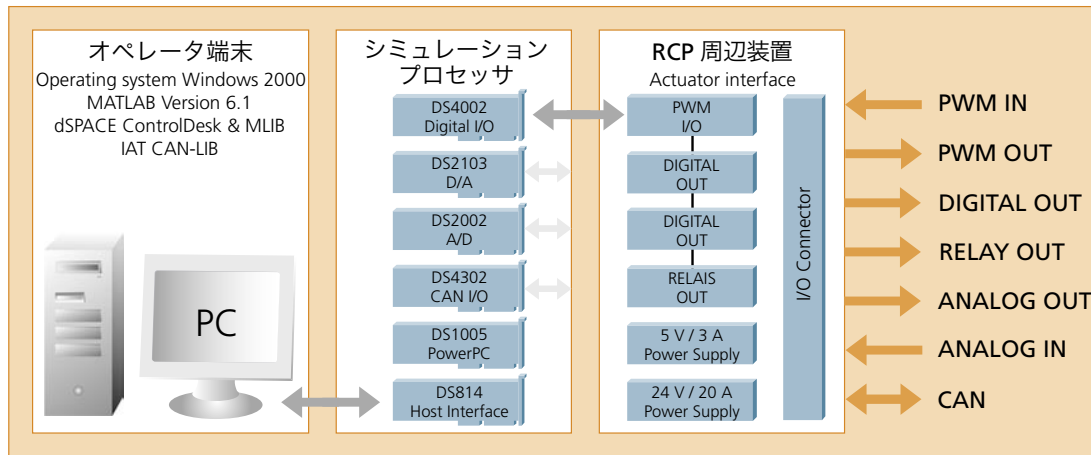 オペレータ端末
Operating system Windows 2000
MATLAB Version 6.1
dSPACE ControlDesk & MLIB
IAT CAN-LIB
PC
シミュレーション
プロセッサ
DS4002
Digital I/O
DS2103
D/A
DS2002
A/D
DS4302
CAN I/O
DS1005
PowerPC
DS814
Host Interface
RCP 周辺装置
Actuator interface
PWM
I/O
DIGITAL
OUT
DIGITAL
OUT
RELAIS
OUT
5 V / 3 A
Power Supply
24 V / 20 A
Power Supply
I/O Connector
PWM IN
PWM OUT
DIGITAL OUT
RELAY OUT
ANALOG OUT
ANALOG IN
CAN